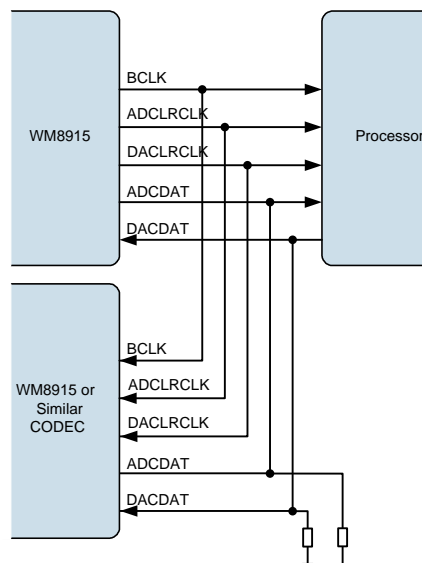 BCLK
ADCLRCLK
WM8915
DACLRCLK
Processor
ADCDAT
DACDAT
BCLK
WM8915 or
Similar
CODEC
ADCLRCLK
DACLRCLK
ADCDAT
DACDAT